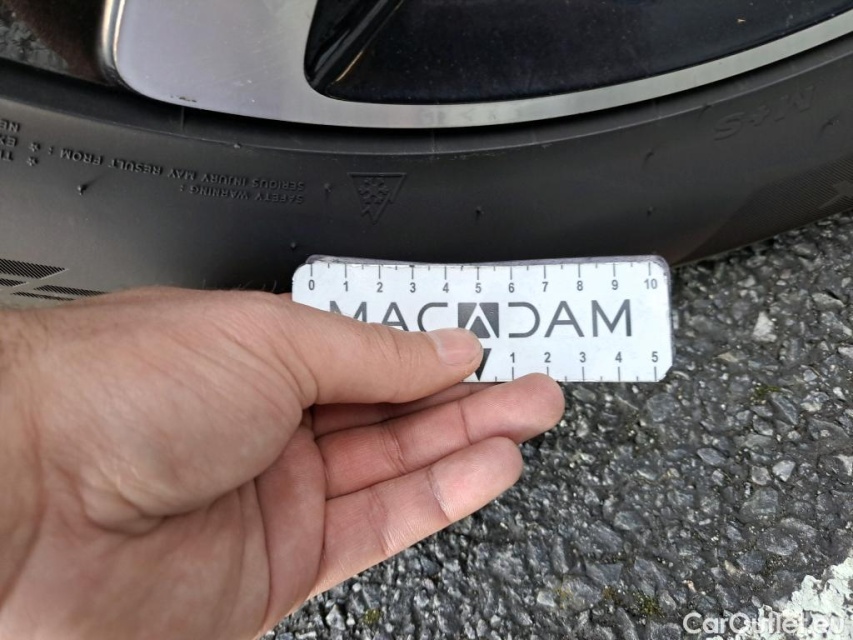 M+S
SAFETY WARNING :
SERIOUS INJURY MAY RESULT FROM :
0 1 2 3 4 5 6 7 8 9 10
MACADAM
1 2 3 4 5
CarOutlet.eu